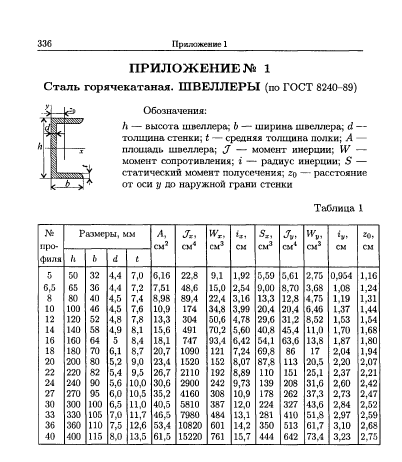 336
Приложение 1
ПРИЛОЖЕНИЕ № 1
Сталь горячекатаная. ШВЕЛЛЕРЫ (по ГОСТ 8240–89)
Обозначения:
h — высота швеллера; b — ширина швеллера; d —
толщина стенки; t — средняя толщина полки; A —
площадь швеллера; J — момент инерции; W —
момент сопротивления; i — радиус инерции; S —
статический момент полусечения; z₀ — расстояние
от оси y до наружной грани стенки
Таблица 1
№ профиля Размеры, мм A, см² Jx, см⁴ Wx, см³ ix, см Sx, см³ Jy, см⁴ Wy, см³ iy, см z₀, см
h b d t
5 50 32 4,4 7,0 6,16 22,8 9,1 1,92 5,59 5,61 2,75 0,954 1,16
6,5 65 36 4,4 7,2 7,51 48,6 15,0 2,54 9,00 8,70 3,68 1,08 1,24
8 80 40 4,5 7,4 8,98 89,4 22,4 3,16 13,3 12,8 4,75 1,19 1,31
10 100 46 4,5 7,6 10,9 174 34,8 3,99 20,4 20,4 6,46 1,37 1,44
12 120 52 4,8 7,8 13,3 304 50,6 4,78 29,6 31,2 8,52 1,53 1,54
14 140 58 4,9 8,1 15,6 491 70,2 5,60 40,8 45,4 11,0 1,70 1,68
16 160 64 5 8,4 18,1 747 93,4 6,42 54,1 63,6 13,8 1,87 1,80
18 180 70 6,1 8,7 20,7 1090 121 7,24 69,8 86 17 2,04 1,94
20 200 80 5,2 9,0 23,4 1520 152 8,07 87,8 113 20,5 2,20 2,07
22 220 82 5,4 9,5 26,7 2110 192 8,89 110 151 25,1 2,37 2,21
24 240 90 5,6 10,0 30,6 2900 242 9,73 139 208 31,6 2,60 2,42
27 270 95 6,0 10,5 35,2 4160 308 10,9 178 262 37,3 2,73 2,47
30 300 100 6,5 11,0 40,5 5810 387 12,0 224 327 43,6 2,84 2,52
33 330 105 7,0 11,7 46,5 7980 484 13,1 281 410 51,8 2,97 2,59
36 360 110 7,5 12,6 53,4 10820 601 14,2 350 513 61,7 3,10 2,68
40 400 115 8,0 13,5 61,5 15220 761 15,7 444 642 73,4 3,23 2,75